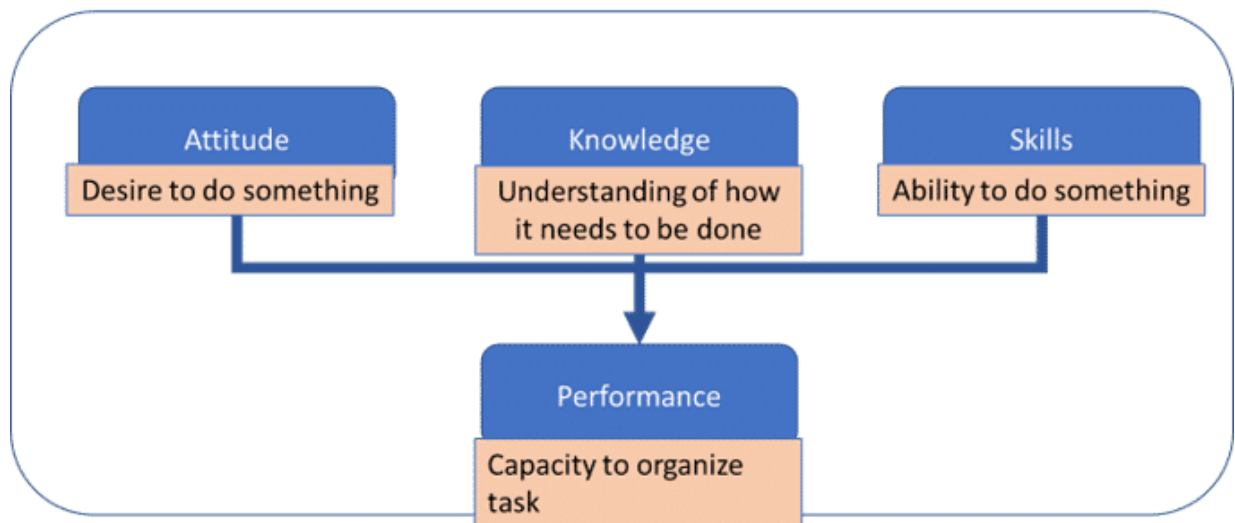 Attitude
Desire to do something
Knowledge
Understanding of how
it needs to be done
Skills
Ability to do something
Performance
Capacity to organize
task